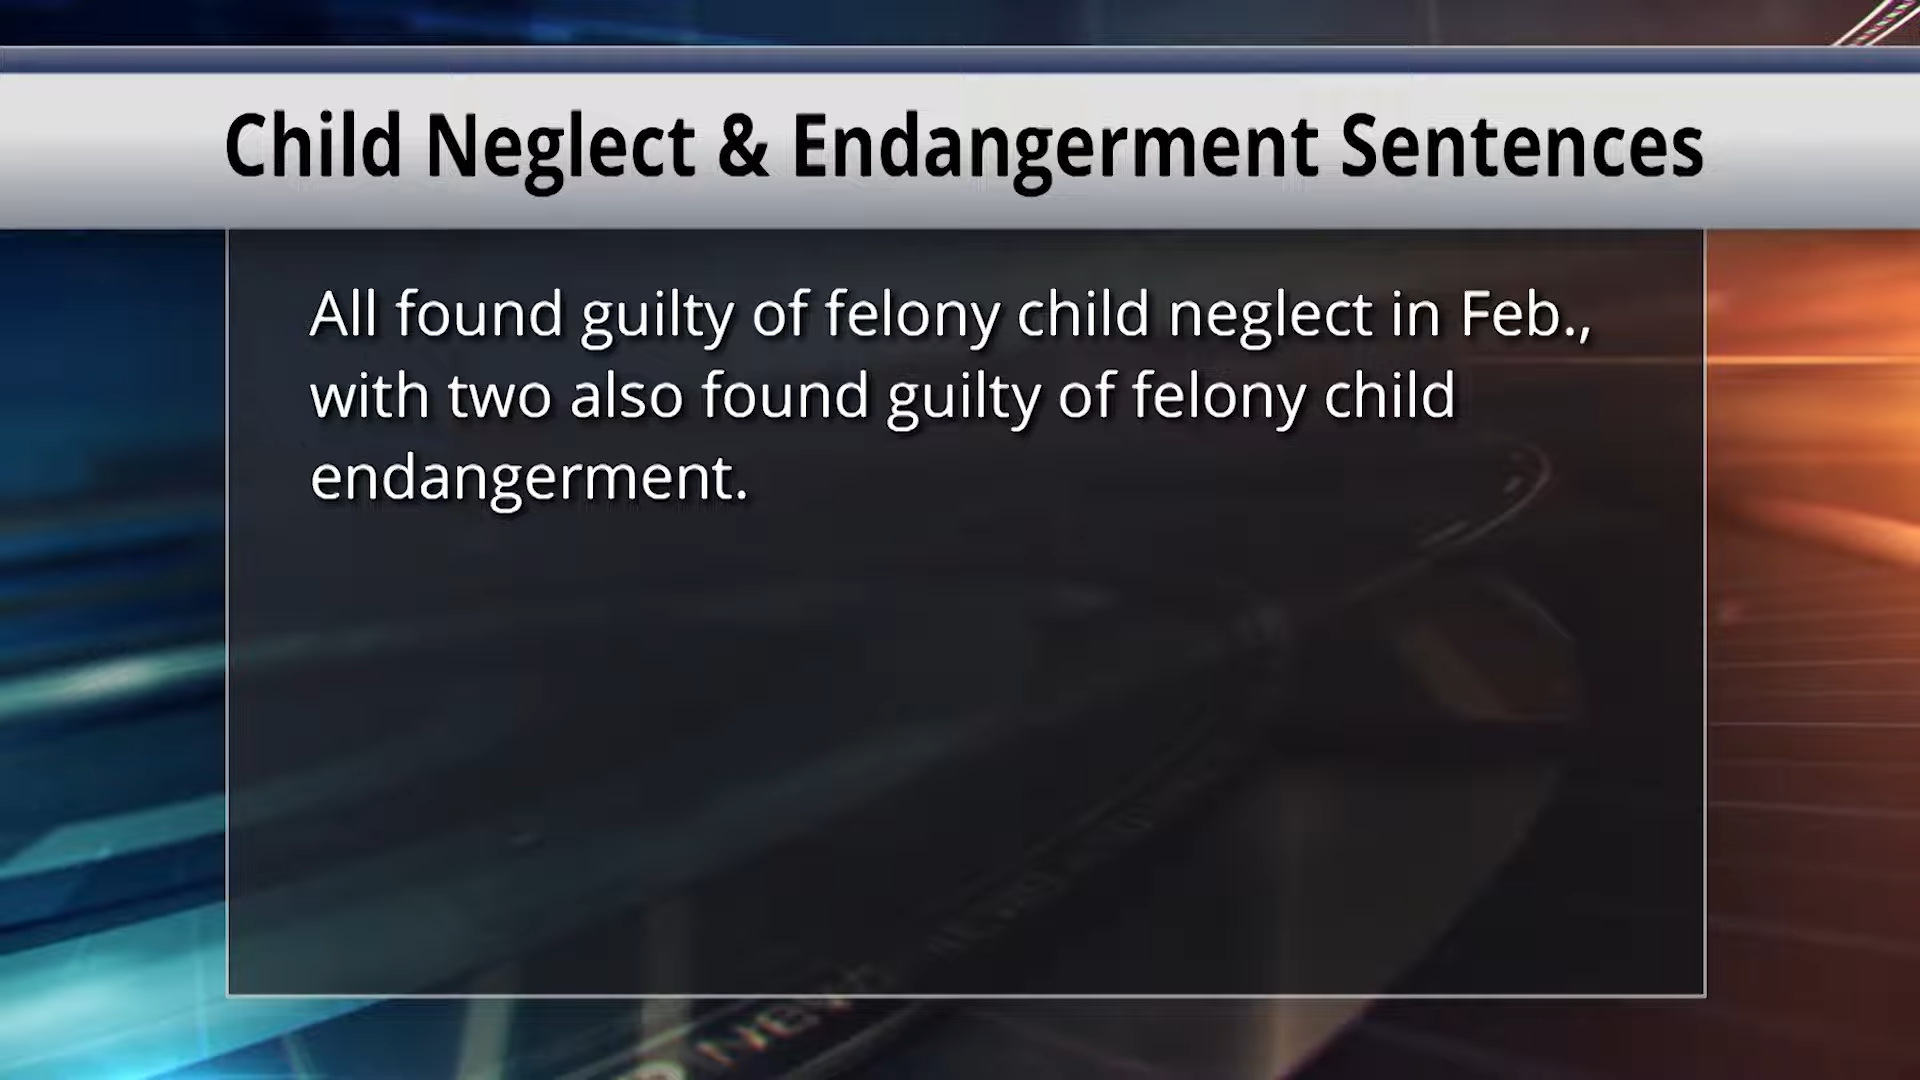 Child Neglect & Endangerment Sentences
All found guilty of felony child neglect in Feb.,
with two also found guilty of felony child
endangerment.